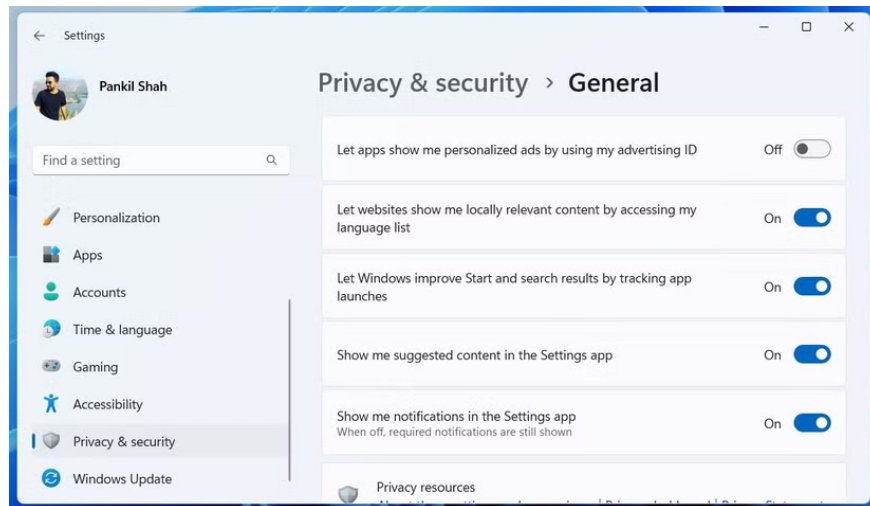 Settings
Pankil Shah
Find a setting
Personalization
Apps
Accounts
Time & language
Gaming
Accessibility
Privacy & security
Windows Update
Privacy & security > General
Let apps show me personalized ads by using my advertising ID
Off
Let websites show me locally relevant content by accessing my
language list
On
Let Windows improve Start and search results by tracking app
launches
On
Show me suggested content in the Settings app
On
Show me notifications in the Settings app
When off, required notifications are still shown
On
Privacy resources